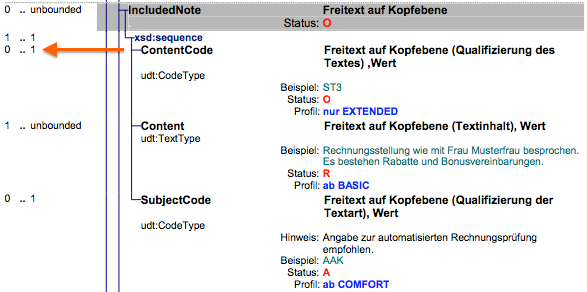 0 .. unbounded IncludedNote Freitext auf Kopfebene
Status: O
1 .. 1 xsd:sequence
0 .. 1 ContentCode Freitext auf Kopfebene (Qualifizierung des
Textes) ,Wert
udt:CodeType
Beispiel: ST3
Status: O
Profil: nur EXTENDED
1 .. unbounded Content Freitext auf Kopfebene (Textinhalt), Wert
udt:TextType
Beispiel: Rechnungsstellung wie mit Frau Musterfrau besprochen.
Es bestehen Rabatte und Bonusvereinbarungen.
Status: R
Profil: ab BASIC
0 .. 1 SubjectCode Freitext auf Kopfebene (Qualifizierung der
Textart), Wert
udt:CodeType
Hinweis: Angabe zur automatisierten Rechnungsprüfung
empfohlen.
Beispiel: AAK
Status: A
Profil: ab COMFORT